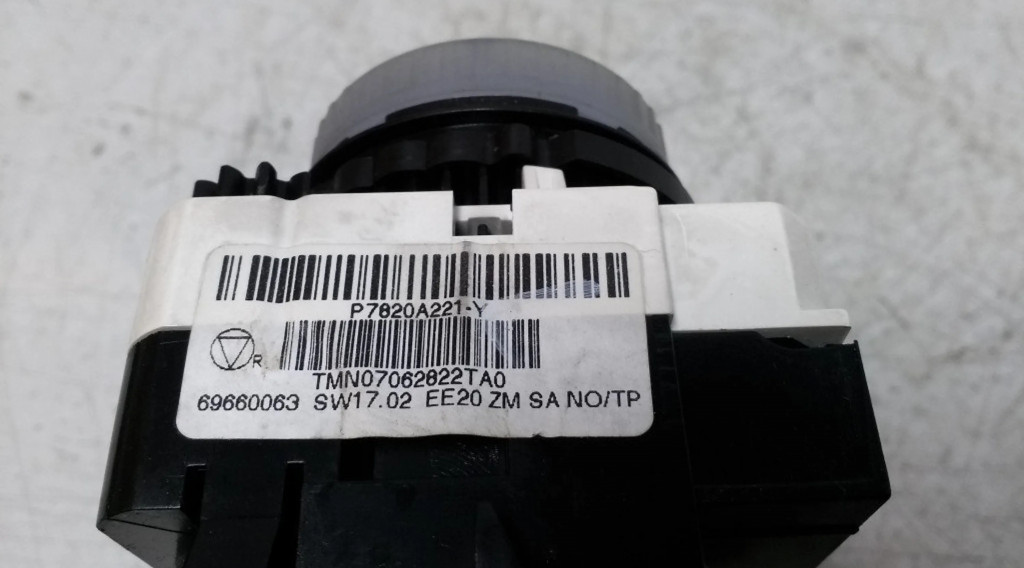 P7820A221-Y
R
TMN07062822TA0
69660063 SW17.02 EE20 ZM SA NO/TP